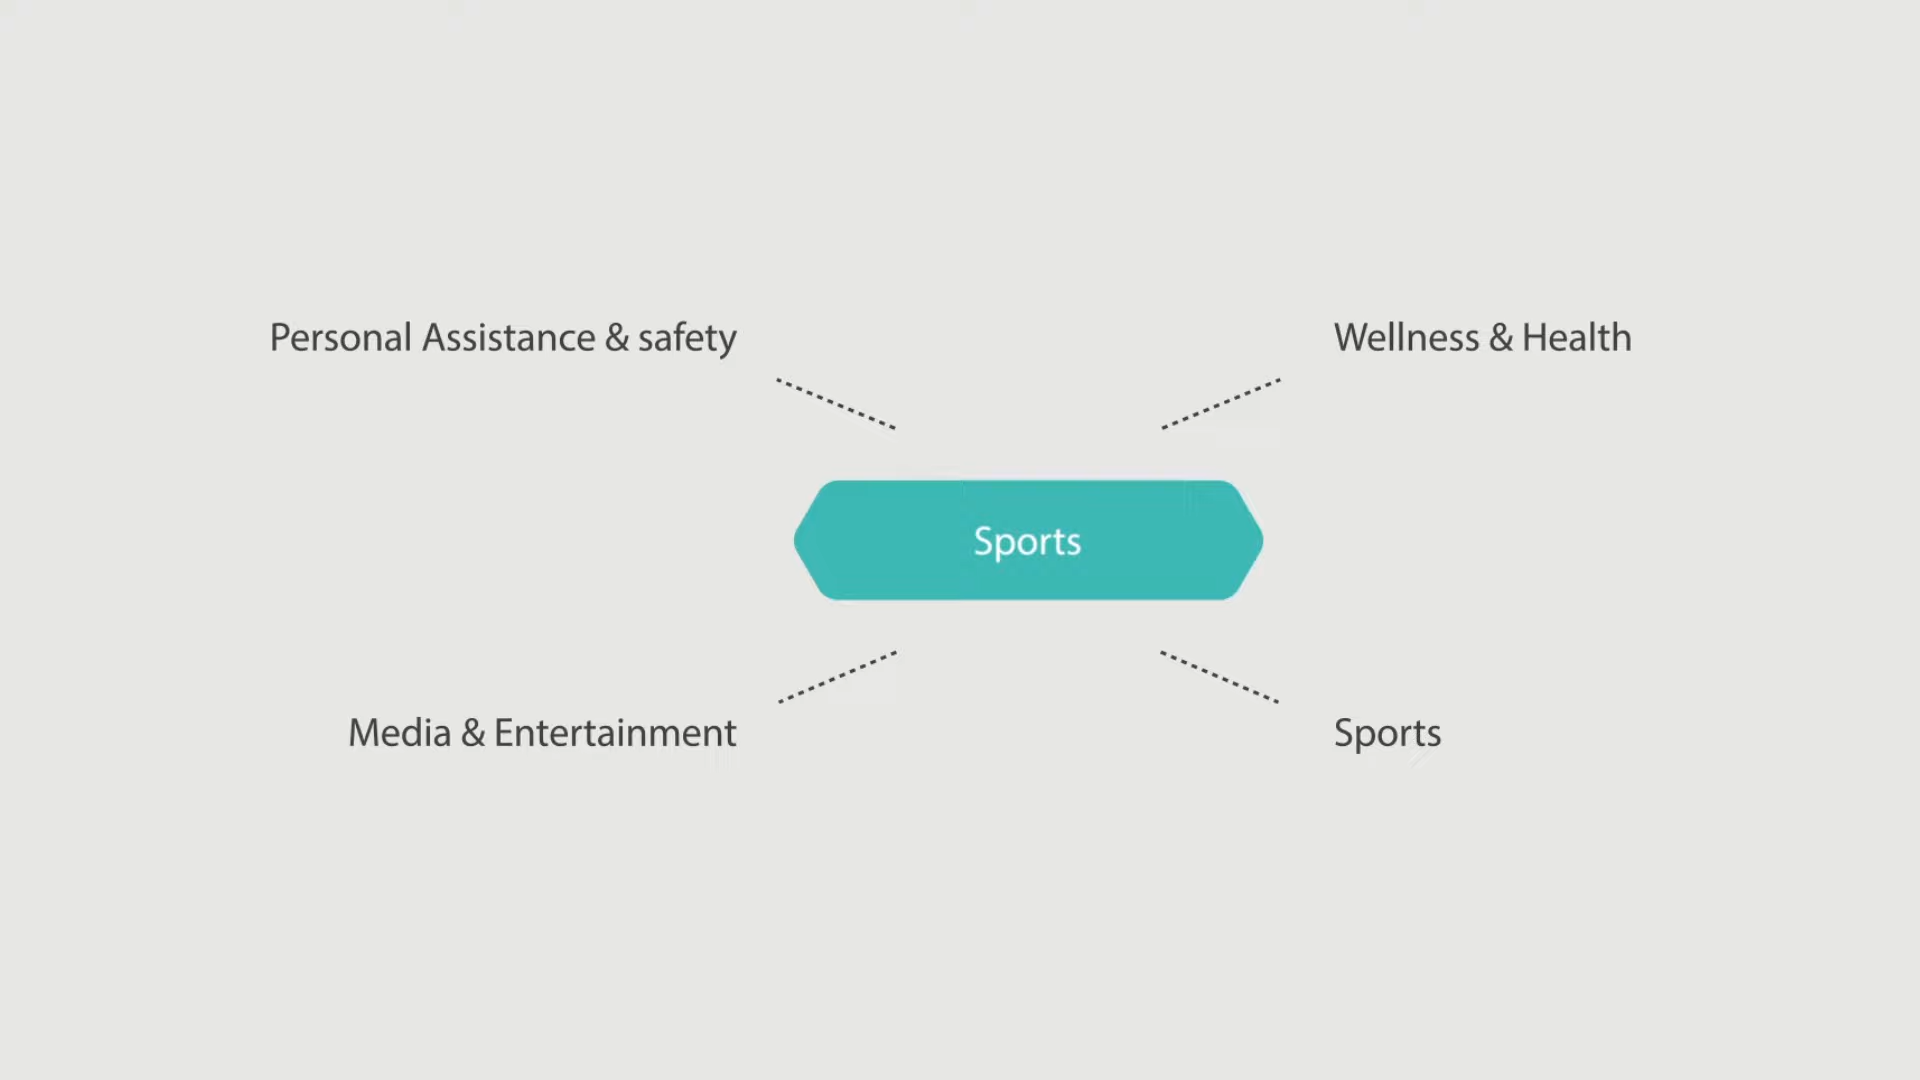 Personal Assistance & safety
Wellness & Health
Sports
Media & Entertainment
Sports